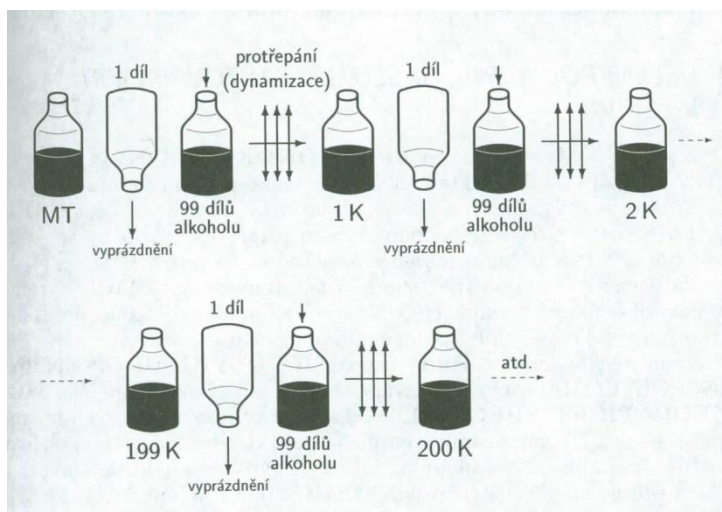 1 díl
protřepání
(dynamizace)
1 díl
MT
99 dílů
alkoholu
1 K
99 dílů
alkoholu
2 K
vyprázdnění
vyprázdnění
1 díl
atd.
199 K
99 dílů
alkoholu
200 K
vyprázdnění